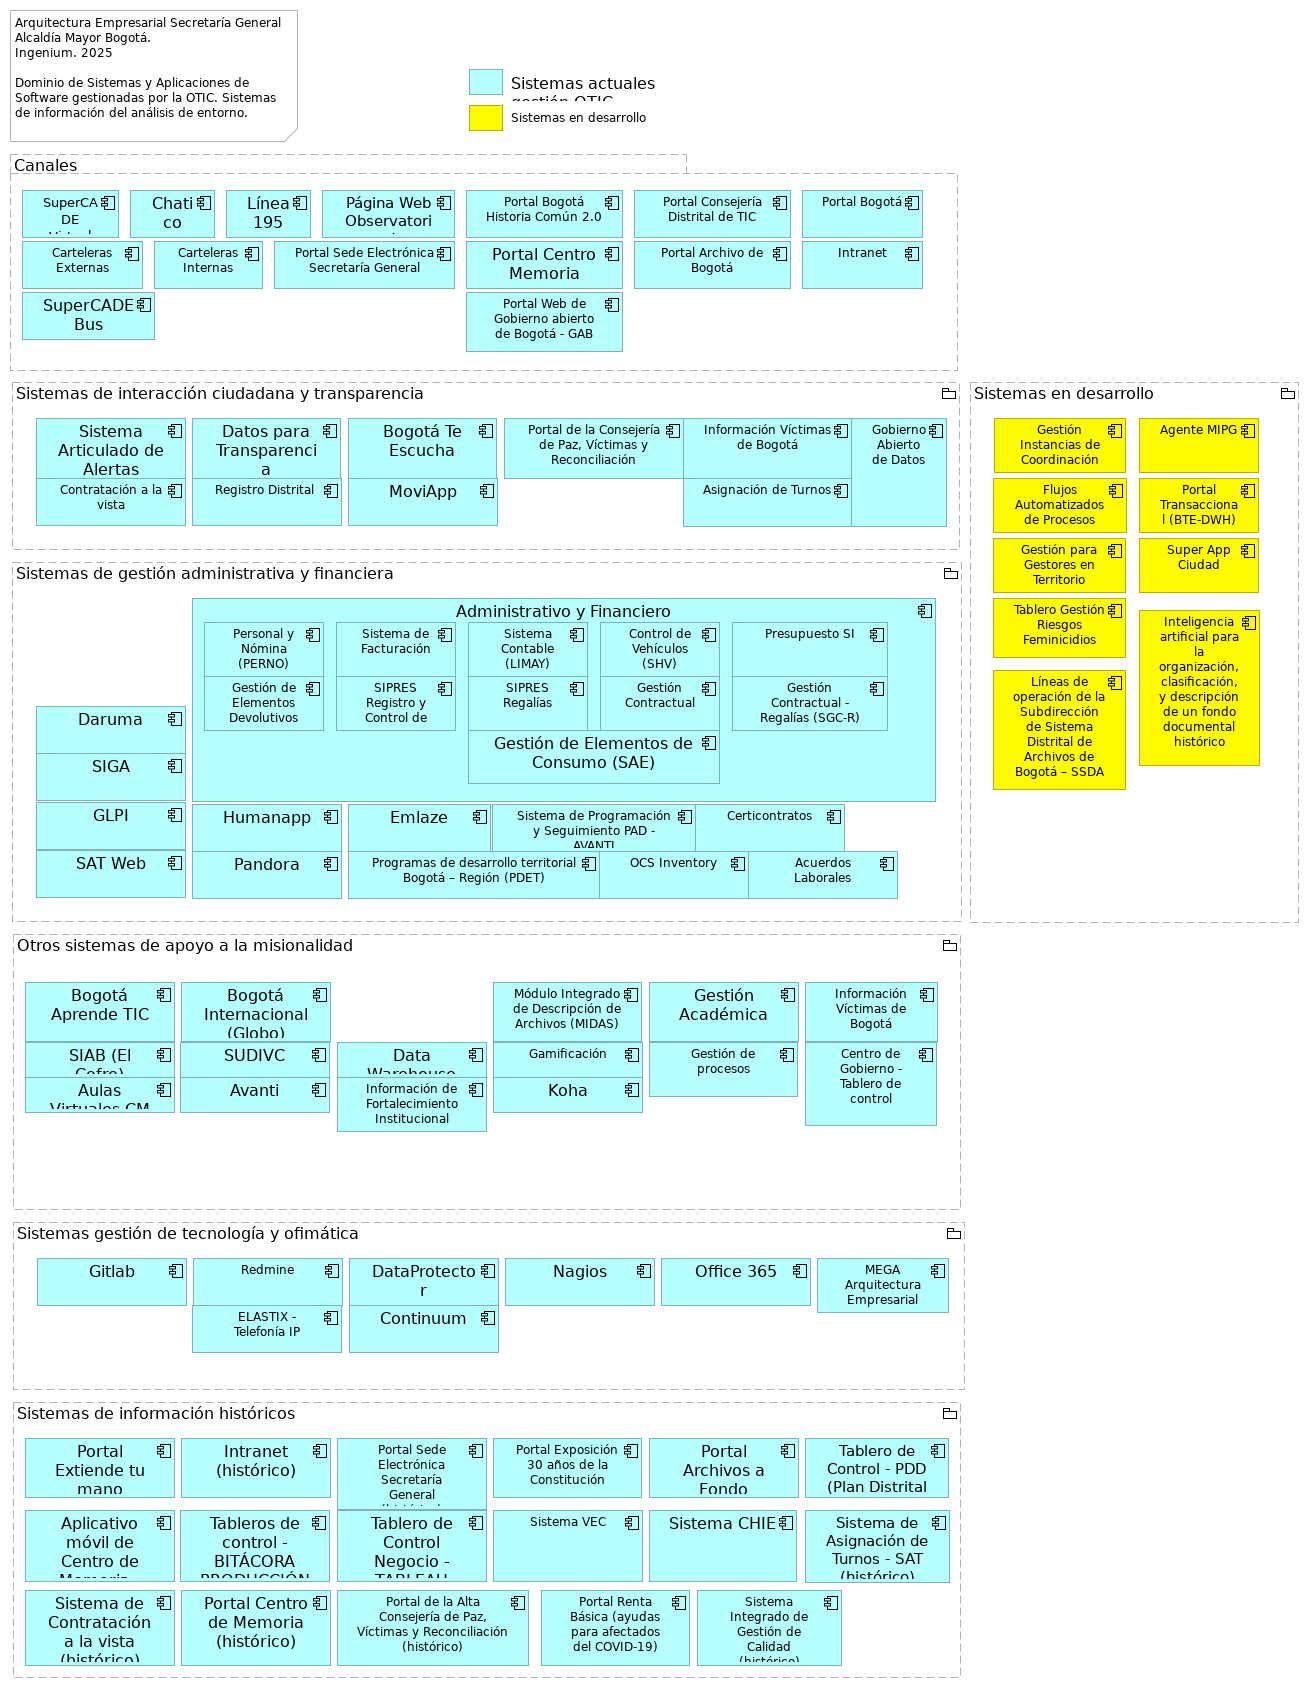 Arquitectura Empresarial Secretaría General
Alcaldía Mayor Bogotá.
Ingenium. 2025
Dominio de Sistemas y Aplicaciones de
Software gestionadas por la OTIC. Sistemas
de información del análisis de entorno.
Sistemas actuales
gestión OTIC
Sistemas en desarrollo
Canales
SuperCA
DE
Virtual
Chati
co
Línea
195
Página Web
Observatori
Portal Bogotá
Historia Común 2.0
Portal Consejería
Distrital de TIC
Portal Bogotá
Carteleras
Externas
Carteleras
Internas
Portal Sede Electrónica
Secretaría General
Portal Centro
Memoria
Portal Archivo de
Bogotá
Intranet
SuperCADE
Bus
Portal Web de
Gobierno abierto
de Bogotá - GAB
Sistemas de interacción ciudadana y transparencia
Sistema
Articulado de
Alertas
Datos para
Transparenci
a
Bogotá Te
Escucha
Portal de la Consejería
de Paz, Víctimas y
Reconciliación
Información Víctimas
de Bogotá
Gobierno
Abierto
de Datos
Contratación a la
vista
Registro Distrital
MoviApp
Asignación de Turnos
Sistemas en desarrollo
Gestión
Instancias de
Coordinación
Agente MIPG
Flujos
Automatizados
de Procesos
Portal
Transacciona
l (BTE-DWH)
Gestión para
Gestores en
Territorio
Super App
Ciudad
Tablero Gestión
Riesgos
Feminicidios
Inteligencia
artificial para
la
organización,
clasificación,
y descripción
de un fondo
documental
histórico
Líneas de
operación de la
Subdirección
de Sistema
Distrital de
Archivos de
Bogotá – SSDA
Sistemas de gestión administrativa y financiera
Administrativo y Financiero
Personal y
Nómina
(PERNO)
Sistema de
Facturación
Sistema
Contable
(LIMAY)
Control de
Vehículos
(SHV)
Presupuesto SI
Gestión de
Elementos
Devolutivos
SIPRES
Registro y
Control de
SIPRES
Regalías
Gestión
Contractual
Gestión
Contractual -
Regalías (SGC-R)
Gestión de Elementos de
Consumo (SAE)
Daruma
SIGA
GLPI
SAT Web
Humanapp
Emlaze
Sistema de Programación
y Seguimiento PAD -
AVANTI
Certicontratos
Pandora
Programas de desarrollo territorial
Bogotá – Región (PDET)
OCS Inventory
Acuerdos
Laborales
Otros sistemas de apoyo a la misionalidad
Bogotá
Aprende TIC
Bogotá
Internacional
(Globo)
Módulo Integrado
de Descripción de
Archivos (MIDAS)
Gestión
Académica
Información
Víctimas de
Bogotá
SIAB (El
Cofre)
SUDIVC
Data
Warehouse
Gamificación
Gestión de
procesos
Centro de
Gobierno -
Tablero de
control
Aulas
Virtuales CM
Avanti
Información de
Fortalecimiento
Institucional
Koha
Sistemas gestión de tecnología y ofimática
Gitlab
Redmine
DataProtecto
r
Nagios
Office 365
MEGA
Arquitectura
Empresarial
ELASTIX -
Telefonía IP
Continuum
Sistemas de información históricos
Portal
Extiende tu
mano
Intranet
(histórico)
Portal Sede
Electrónica
Secretaría
General
(histórico)
Portal Exposición
30 años de la
Constitución
Portal
Archivos a
Fondo
Tablero de
Control - PDD
(Plan Distrital
Aplicativo
móvil de
Centro de
Memoria
Tableros de
control -
BITÁCORA
PRODUCCIÓN
Tablero de
Control
Negocio -
TABLEAU
Sistema VEC
Sistema CHIE
Sistema de
Asignación de
Turnos - SAT
(histórico)
Sistema de
Contratación
a la vista
(histórico)
Portal Centro
de Memoria
(histórico)
Portal de la Alta
Consejería de Paz,
Víctimas y Reconciliación
(histórico)
Portal Renta
Básica (ayudas
para afectados
del COVID-19)
Sistema
Integrado de
Gestión de
Calidad
(histórico)